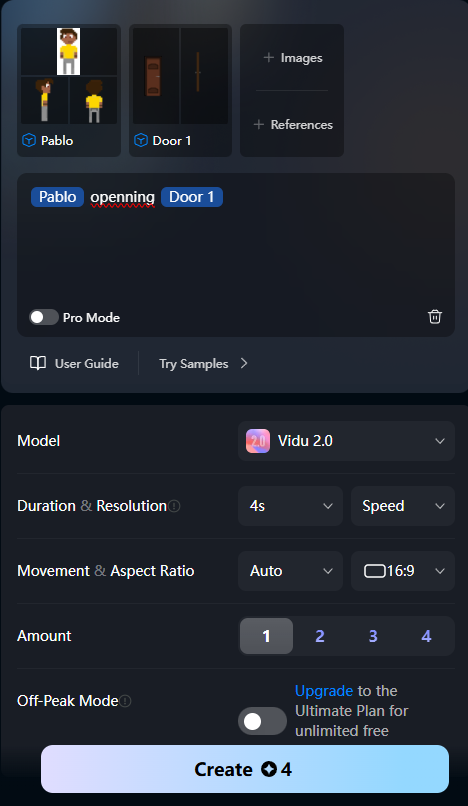 Pablo
Door 1
+ Images
+ References
Pablo openning Door 1
Pro Mode
User Guide
Try Samples >
Model
2.0 Vidu 2.0
Duration & Resolution
4s
Speed
Movement & Aspect Ratio
Auto
16:9
Amount
1 2 3 4
Off-Peak Mode
Upgrade to the
Ultimate Plan for
unlimited free
Create 4